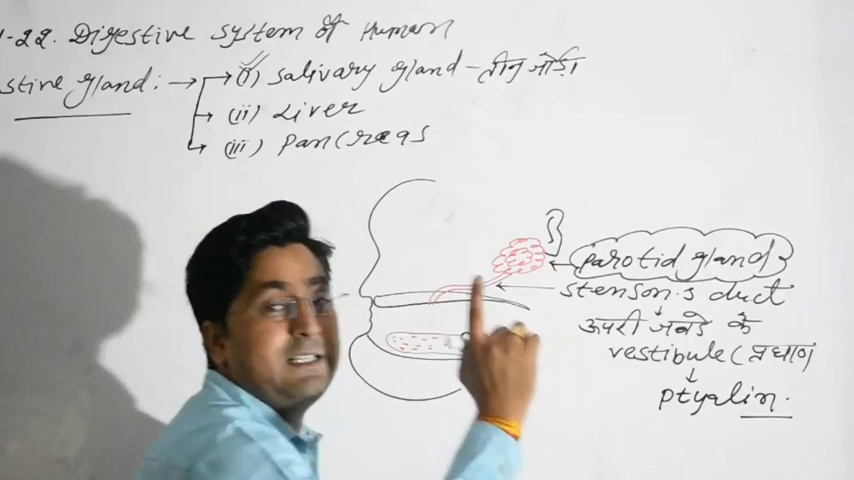 -22. Digestive system of Human
stive gland: → (i) salivary gland - तीन जोड़ी
(ii) Liver
(iii) Pancreas
parotid gland
stenson's duct
ऊपरी जबड़े के
vestibule (प्रघाण
ptyalin.